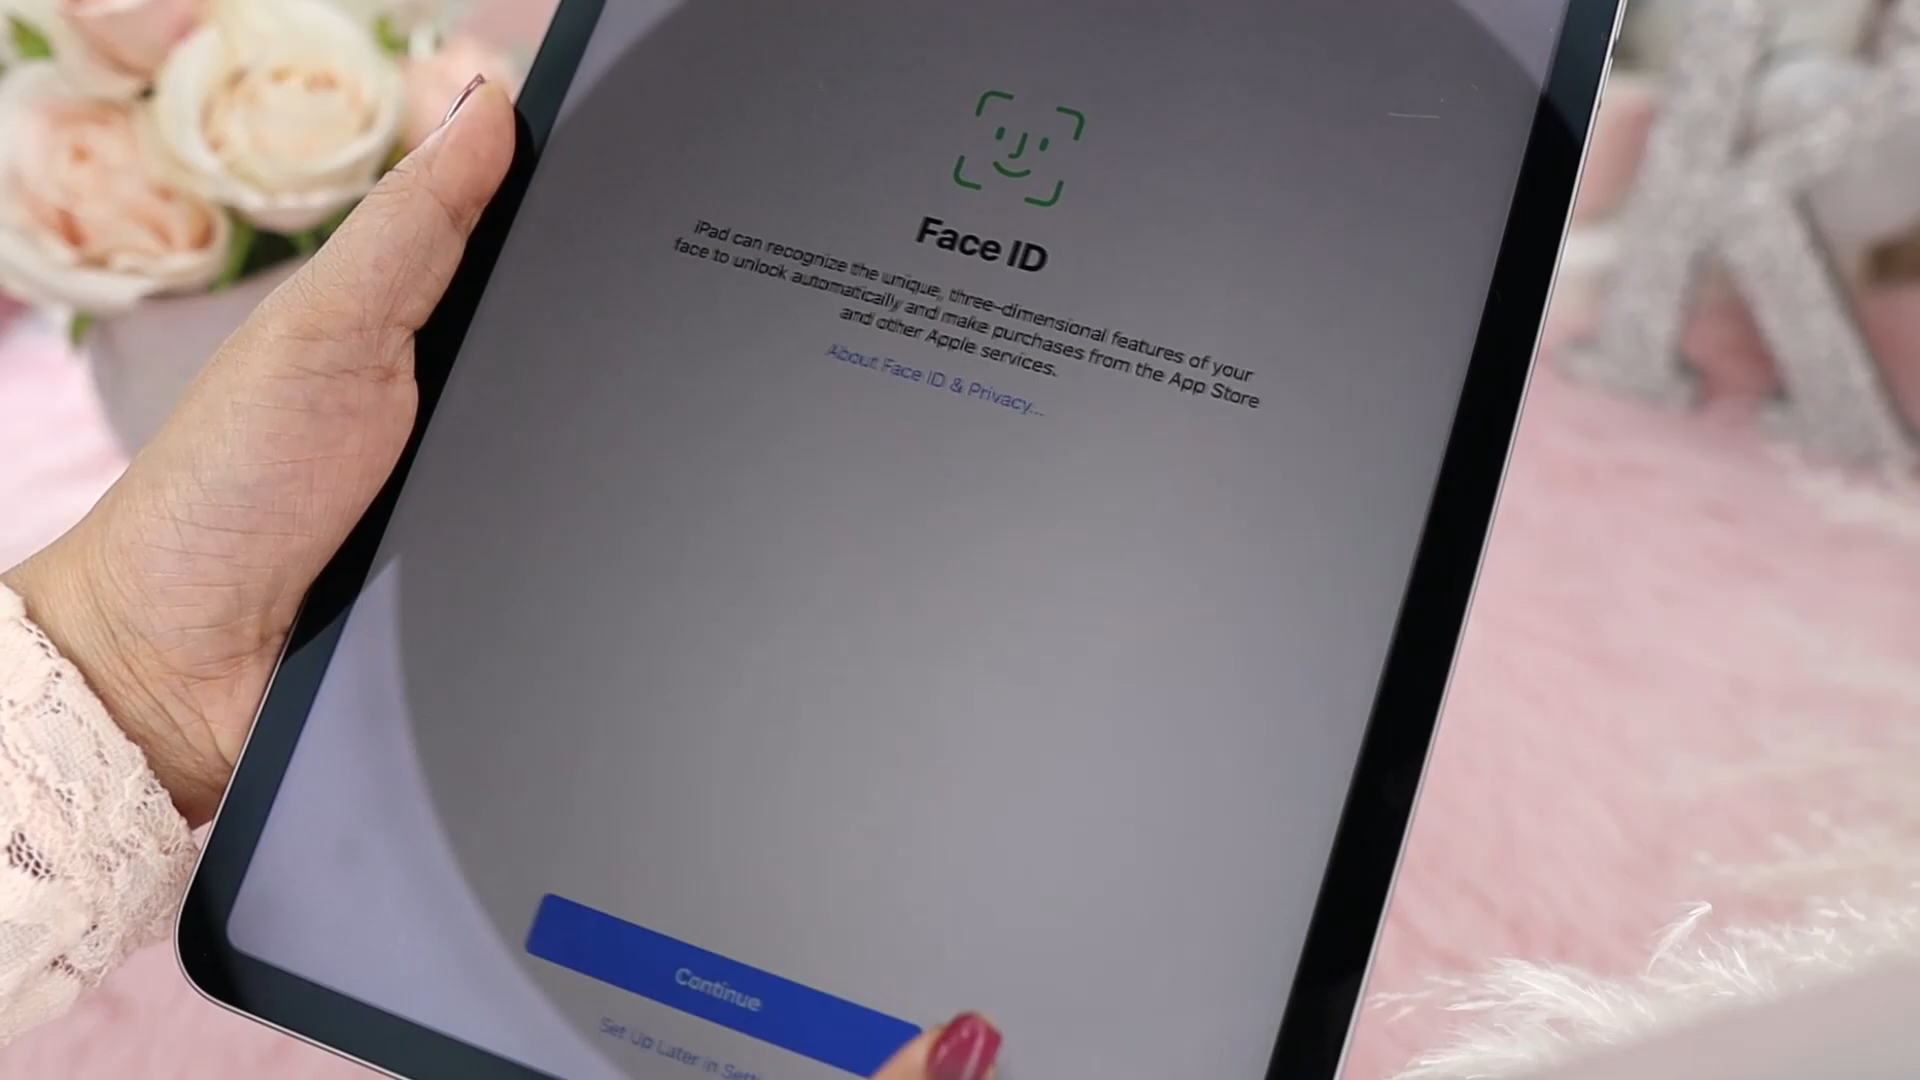 Face ID
iPad can recognize the unique, three-dimensional features of your
face to unlock automatically and make purchases from the App Store
and other Apple services.
About Face ID & Privacy...
Continue
Set Up Later in
K